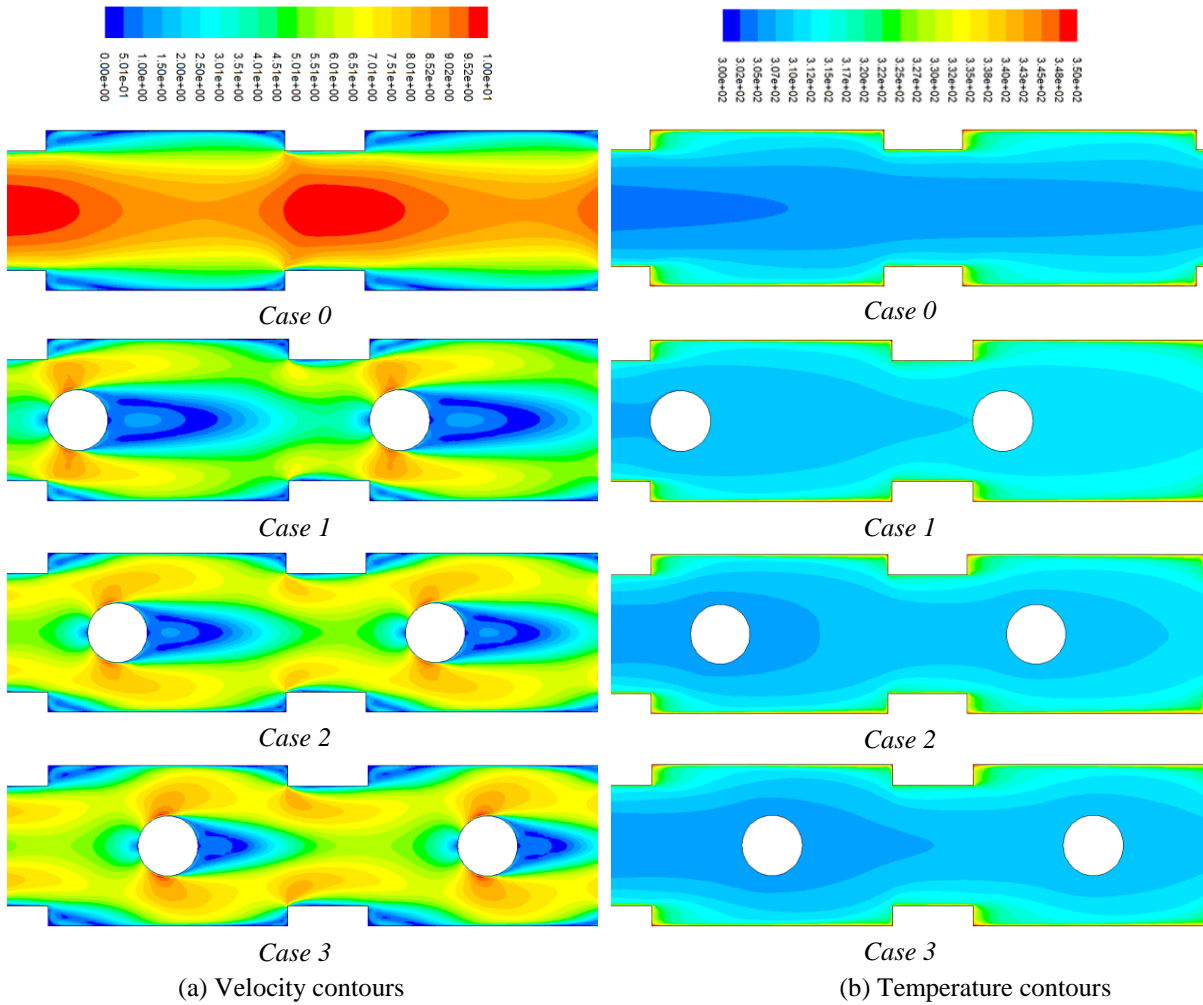 0.00e+00
5.01e-01
1.00e+00
1.50e+00
2.50e+00
3.01e+00
3.51e+00
4.01e+00
4.51e+00
5.01e+00
5.51e+00
6.01e+00
7.01e+00
7.51e+00
8.01e+00
8.52e+00
9.02e+00
9.52e+00
1.00e+01
3.00e+02
3.02e+02
3.05e+02
3.07e+02
3.10e+02
3.12e+02
3.15e+02
3.17e+02
3.20e+02
3.22e+02
3.25e+02
3.27e+02
3.30e+02
3.32e+02
3.35e+02
3.38e+02
3.40e+02
3.43e+02
3.45e+02
3.48e+02
3.50e+02
Case 0
Case 0
Case 1
Case 1
Case 2
Case 2
Case 3
Case 3
(a) Velocity contours
(b) Temperature contours